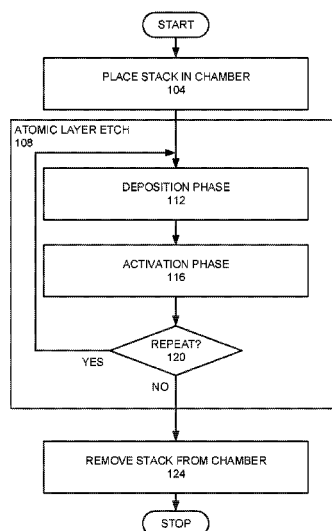 START
PLACE STACK IN CHAMBER
104
ATOMIC LAYER ETCH
108
DEPOSITION PHASE
112
ACTIVATION PHASE
116
REPEAT?
120
YES
NO
REMOVE STACK FROM CHAMBER
124
STOP